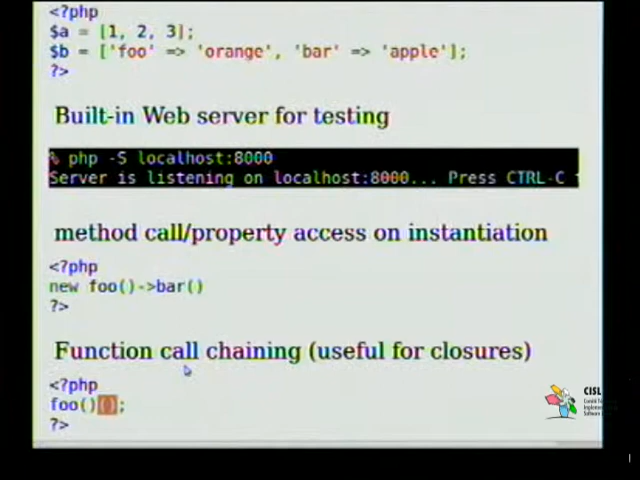 <?php
$a = [1, 2, 3];
$b = ['foo' => 'orange', 'bar' => 'apple'];
?>
Built-in Web server for testing
% php -S localhost:8000
Server is listening on localhost:8000... Press CTRL-C
method call/property access on instantiation
<?php
new foo()->bar()
?>
Function call chaining (useful for closures)
<?php
foo()();
?>
CISL